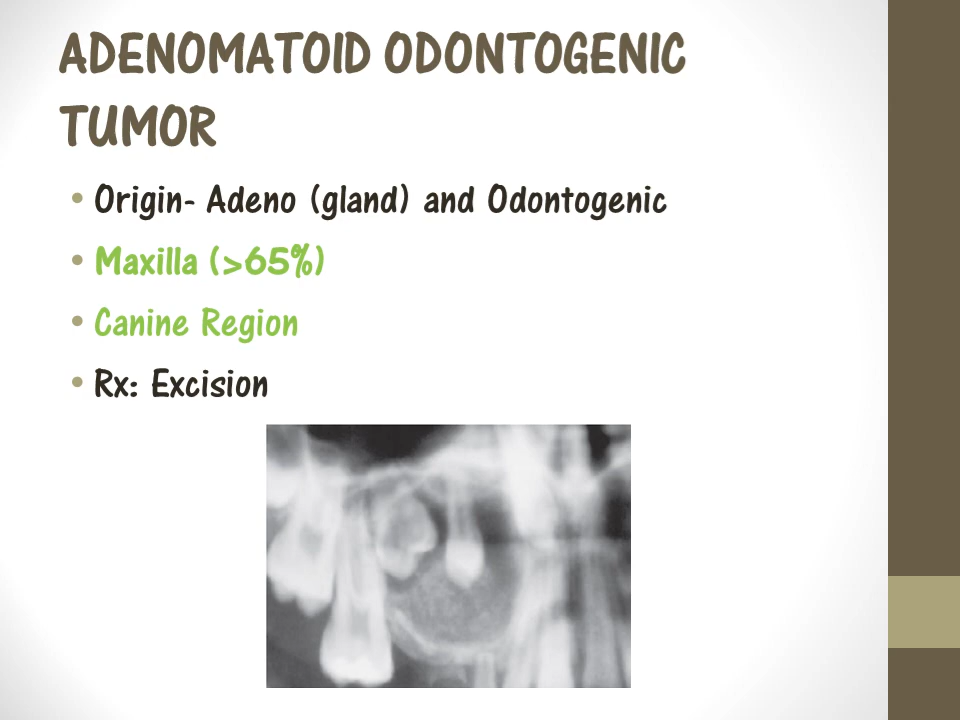 ADENOMATOID ODONTOGENIC
TUMOR
• Origin- Adeno (gland) and Odontogenic
• Maxilla (>65%)
• Canine Region
• Rx: Excision